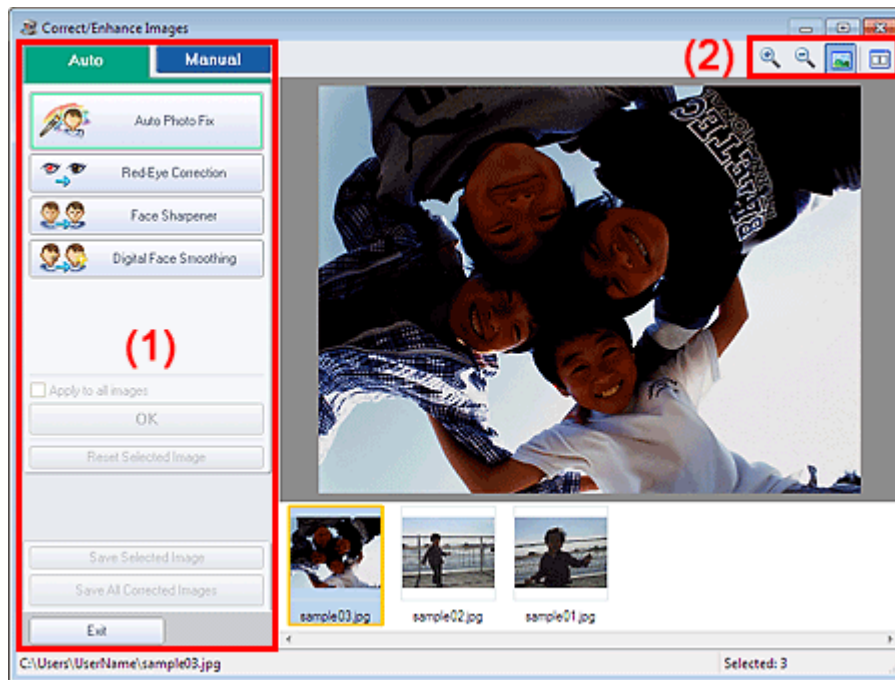 Correct/Enhance Images
Auto Manual
(2)
Auto Photo Fix
Red-Eye Correction
Face Sharpener
Digital Face Smoothing
(1)
Apply to all images
OK
Reset Selected Image
Save Selected Image
Save All Corrected Images
Exit
sample03.jpg sample02.jpg sample01.jpg
C:\Users\UserName\sample03.jpg Selected: 3